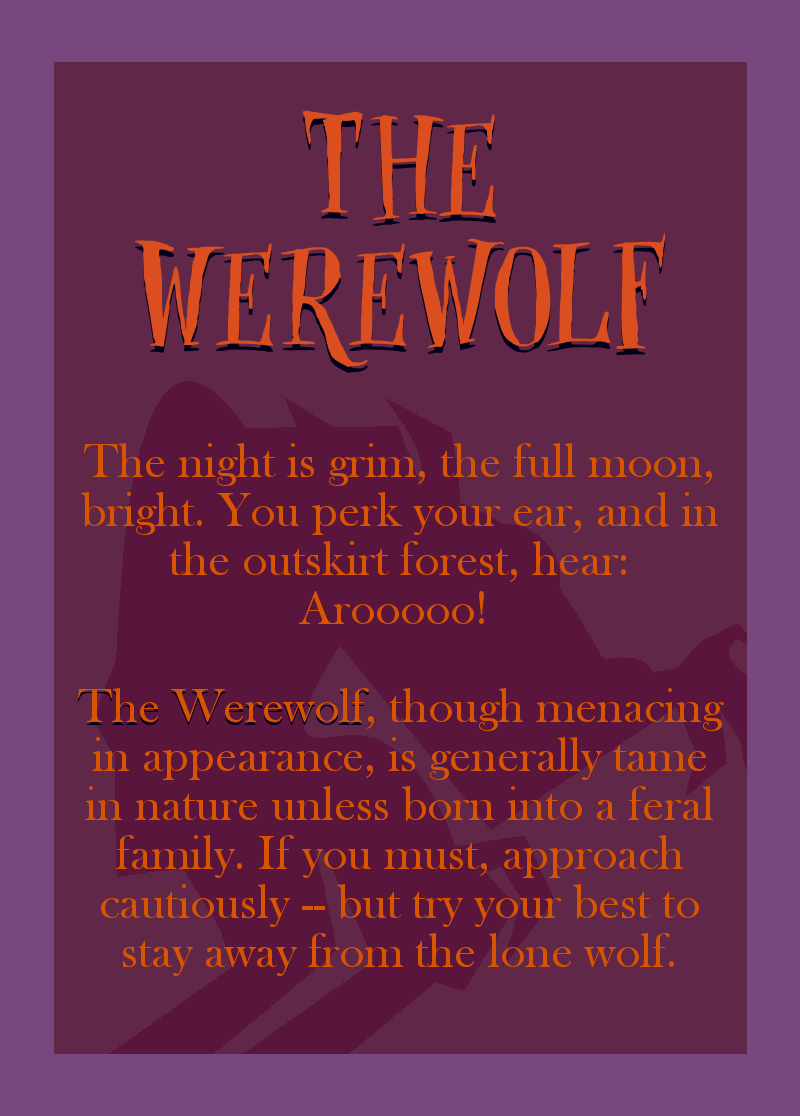 THE
WEREWOLF
The night is grim, the full moon,
bright. You perk your ear, and in
the outskirt forest, hear:
Arooooo!
The Werewolf, though menacing
in appearance, is generally tame
in nature unless born into a feral
family. If you must, approach
cautiously -- but try your best to
stay away from the lone wolf.